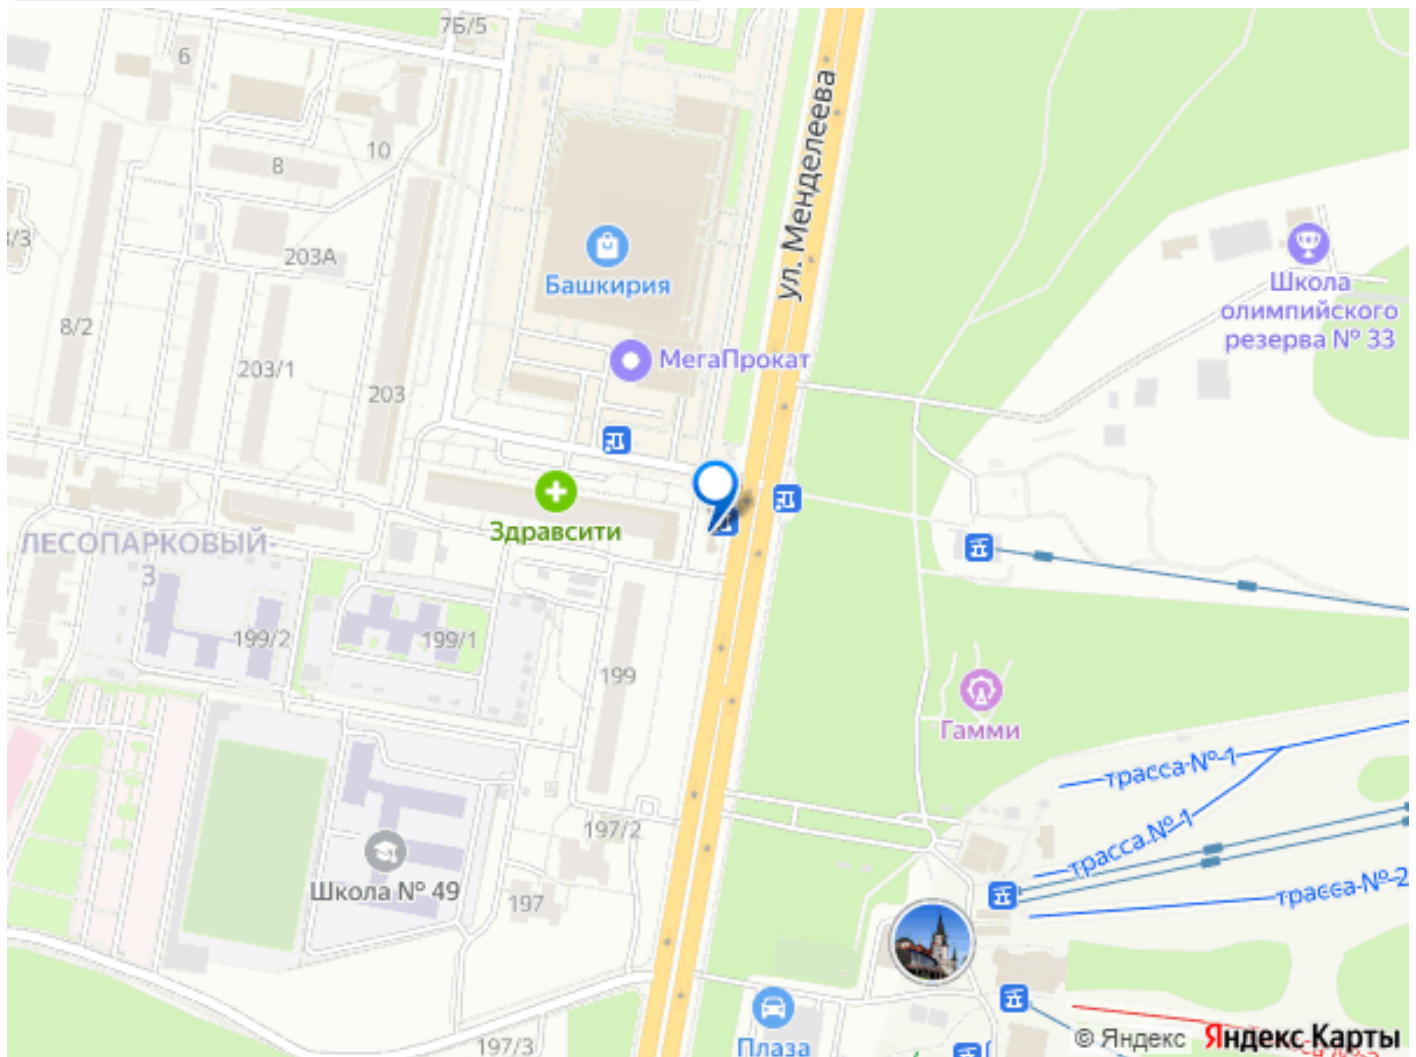 7Б/5
6
ул. Менделеева
10
8
203А
Башкирия
Школа
олимпийского
резерва № 33
8/2
МегаПрокат
203/1
203
Здравсити
ЛЕСОПАРКОВЫЙ-
3
199/2
199/1
199
Гамми
трасса № 1
трасса № 1
197/2
Школа № 49
трасса № 2
197
© Яндекс Яндекс Карты
197/3
Плаза